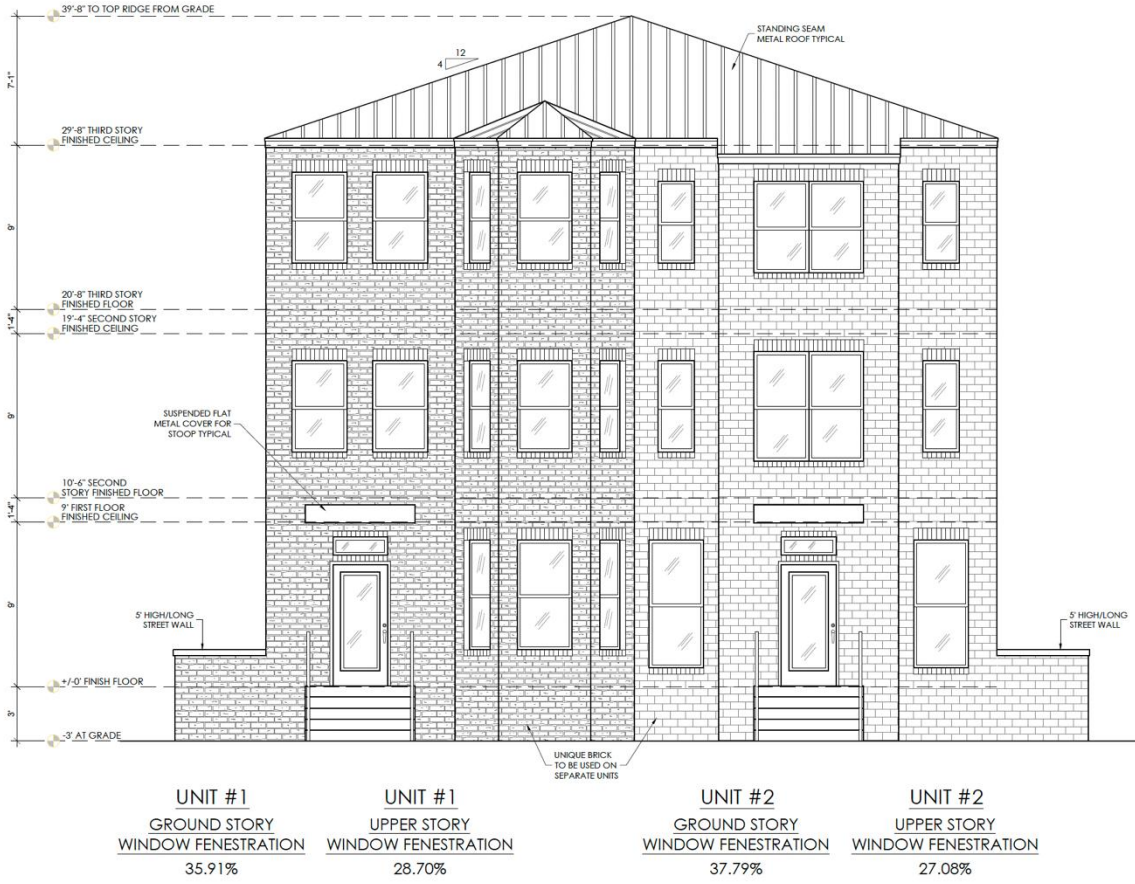 39'-8" TO TOP RIDGE FROM GRADE
STANDING SEAM
METAL ROOF TYPICAL
12
4
7'-1"
29'-8" THIRD STORY
FINISHED CEILING
9'
20'-8" THIRD STORY
FINISHED FLOOR
1'-4"
19'-4" SECOND STORY
FINISHED CEILING
SUSPENDED FLAT
METAL COVER FOR
STOOP TYPICAL
9'
10'-6" SECOND
STORY FINISHED FLOOR
1'-4"
9' FIRST FLOOR
FINISHED CEILING
9'
5' HIGH/LONG
STREET WALL
5' HIGH/LONG
STREET WALL
+/-0' FINISH FLOOR
3'
-3' AT GRADE
UNIQUE BRICK
TO BE USED ON
SEPARATE UNITS
UNIT #1
GROUND STORY
WINDOW FENESTRATION
35.91%
UNIT #1
UPPER STORY
WINDOW FENESTRATION
28.70%
UNIT #2
GROUND STORY
WINDOW FENESTRATION
37.79%
UNIT #2
UPPER STORY
WINDOW FENESTRATION
27.08%